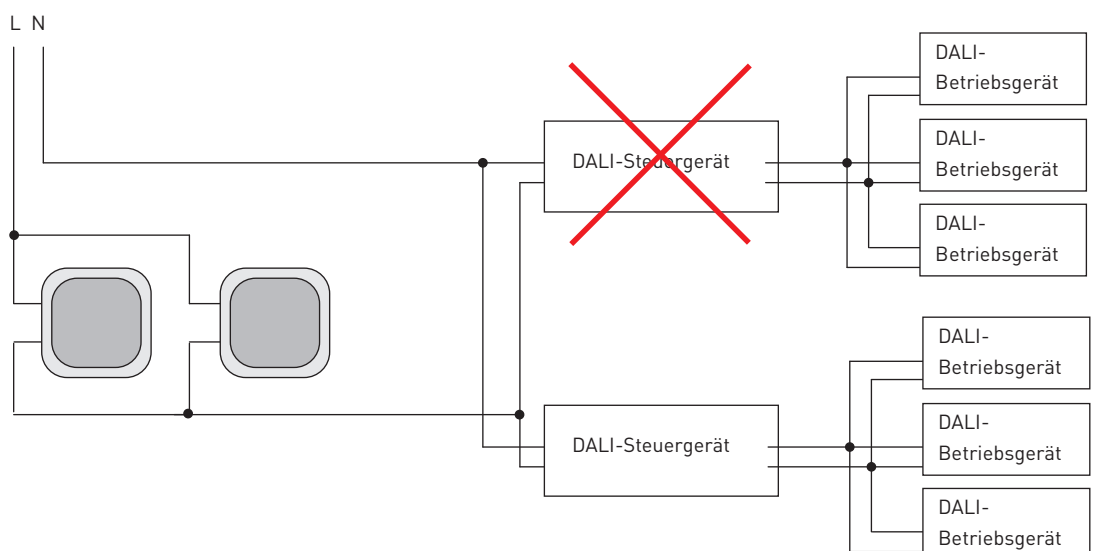 L N
DALI-
Betriebsgerät
DALI-Steuergerät
DALI-
Betriebsgerät
DALI-
Betriebsgerät
DALI-
Betriebsgerät
DALI-Steuergerät
DALI-
Betriebsgerät
DALI-
Betriebsgerät